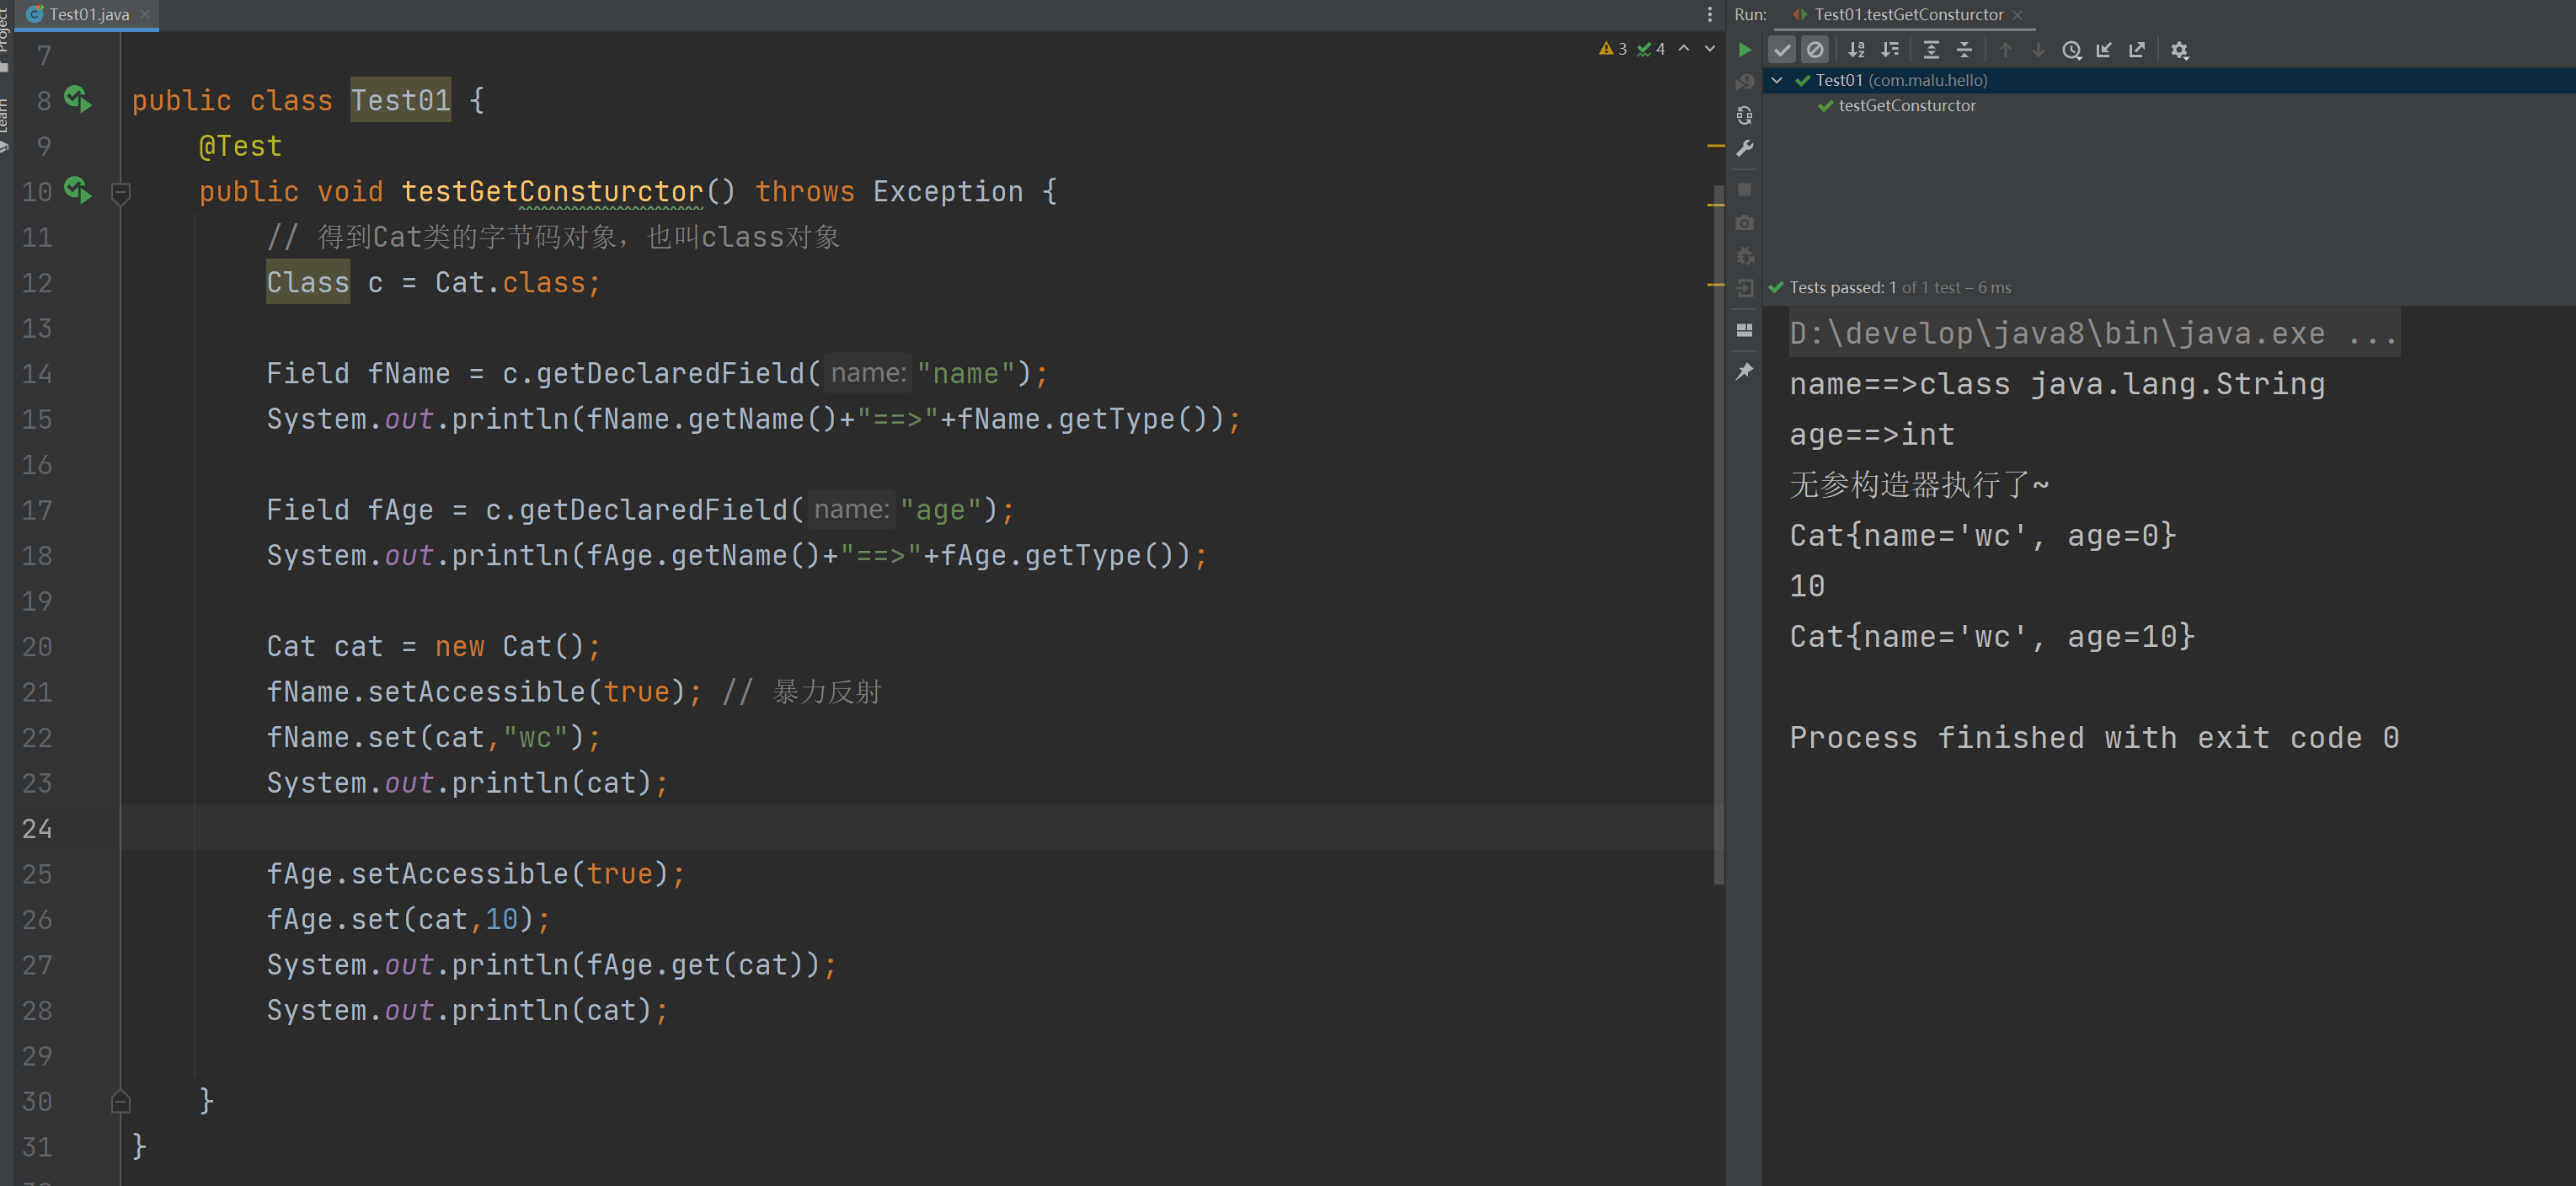 Project
Learn
Test01.java
3 4
7
8 public class Test01 {
9 @Test
10 public void testGetConsturctor() throws Exception {
11 // 得到Cat类的字节码对象，也叫class对象
12 Class c = Cat.class;
13
14 Field fName = c.getDeclaredField( name: "name");
15 System.out.println(fName.getName()+"==>"+fName.getType());
16
17 Field fAge = c.getDeclaredField( name: "age");
18 System.out.println(fAge.getName()+"==>"+fAge.getType());
19
20 Cat cat = new Cat();
21 fName.setAccessible(true); // 暴力反射
22 fName.set(cat,"wc");
23 System.out.println(cat);
24
25 fAge.setAccessible(true);
26 fAge.set(cat,10);
27 System.out.println(fAge.get(cat));
28 System.out.println(cat);
29
30 }
31 }
Run: Test01.testGetConsturctor
Test01 (com.malu.hello)
testGetConsturctor
Tests passed: 1 of 1 test – 6 ms
D:\develop\java8\bin\java.exe ...
name==>class java.lang.String
age==>int
无参构造器执行了~
Cat{name='wc', age=0}
10
Cat{name='wc', age=10}
Process finished with exit code 0